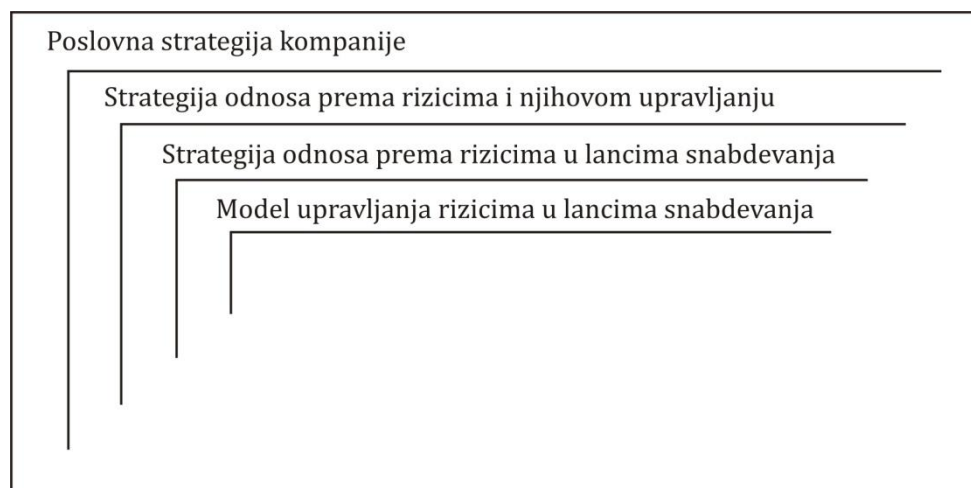 Poslovna strategija kompanije
Strategija odnosa prema rizicima i njihovom upravljanju
Strategija odnosa prema rizicima u lancima snabdevanja
Model upravljanja rizicima u lancima snabdevanja